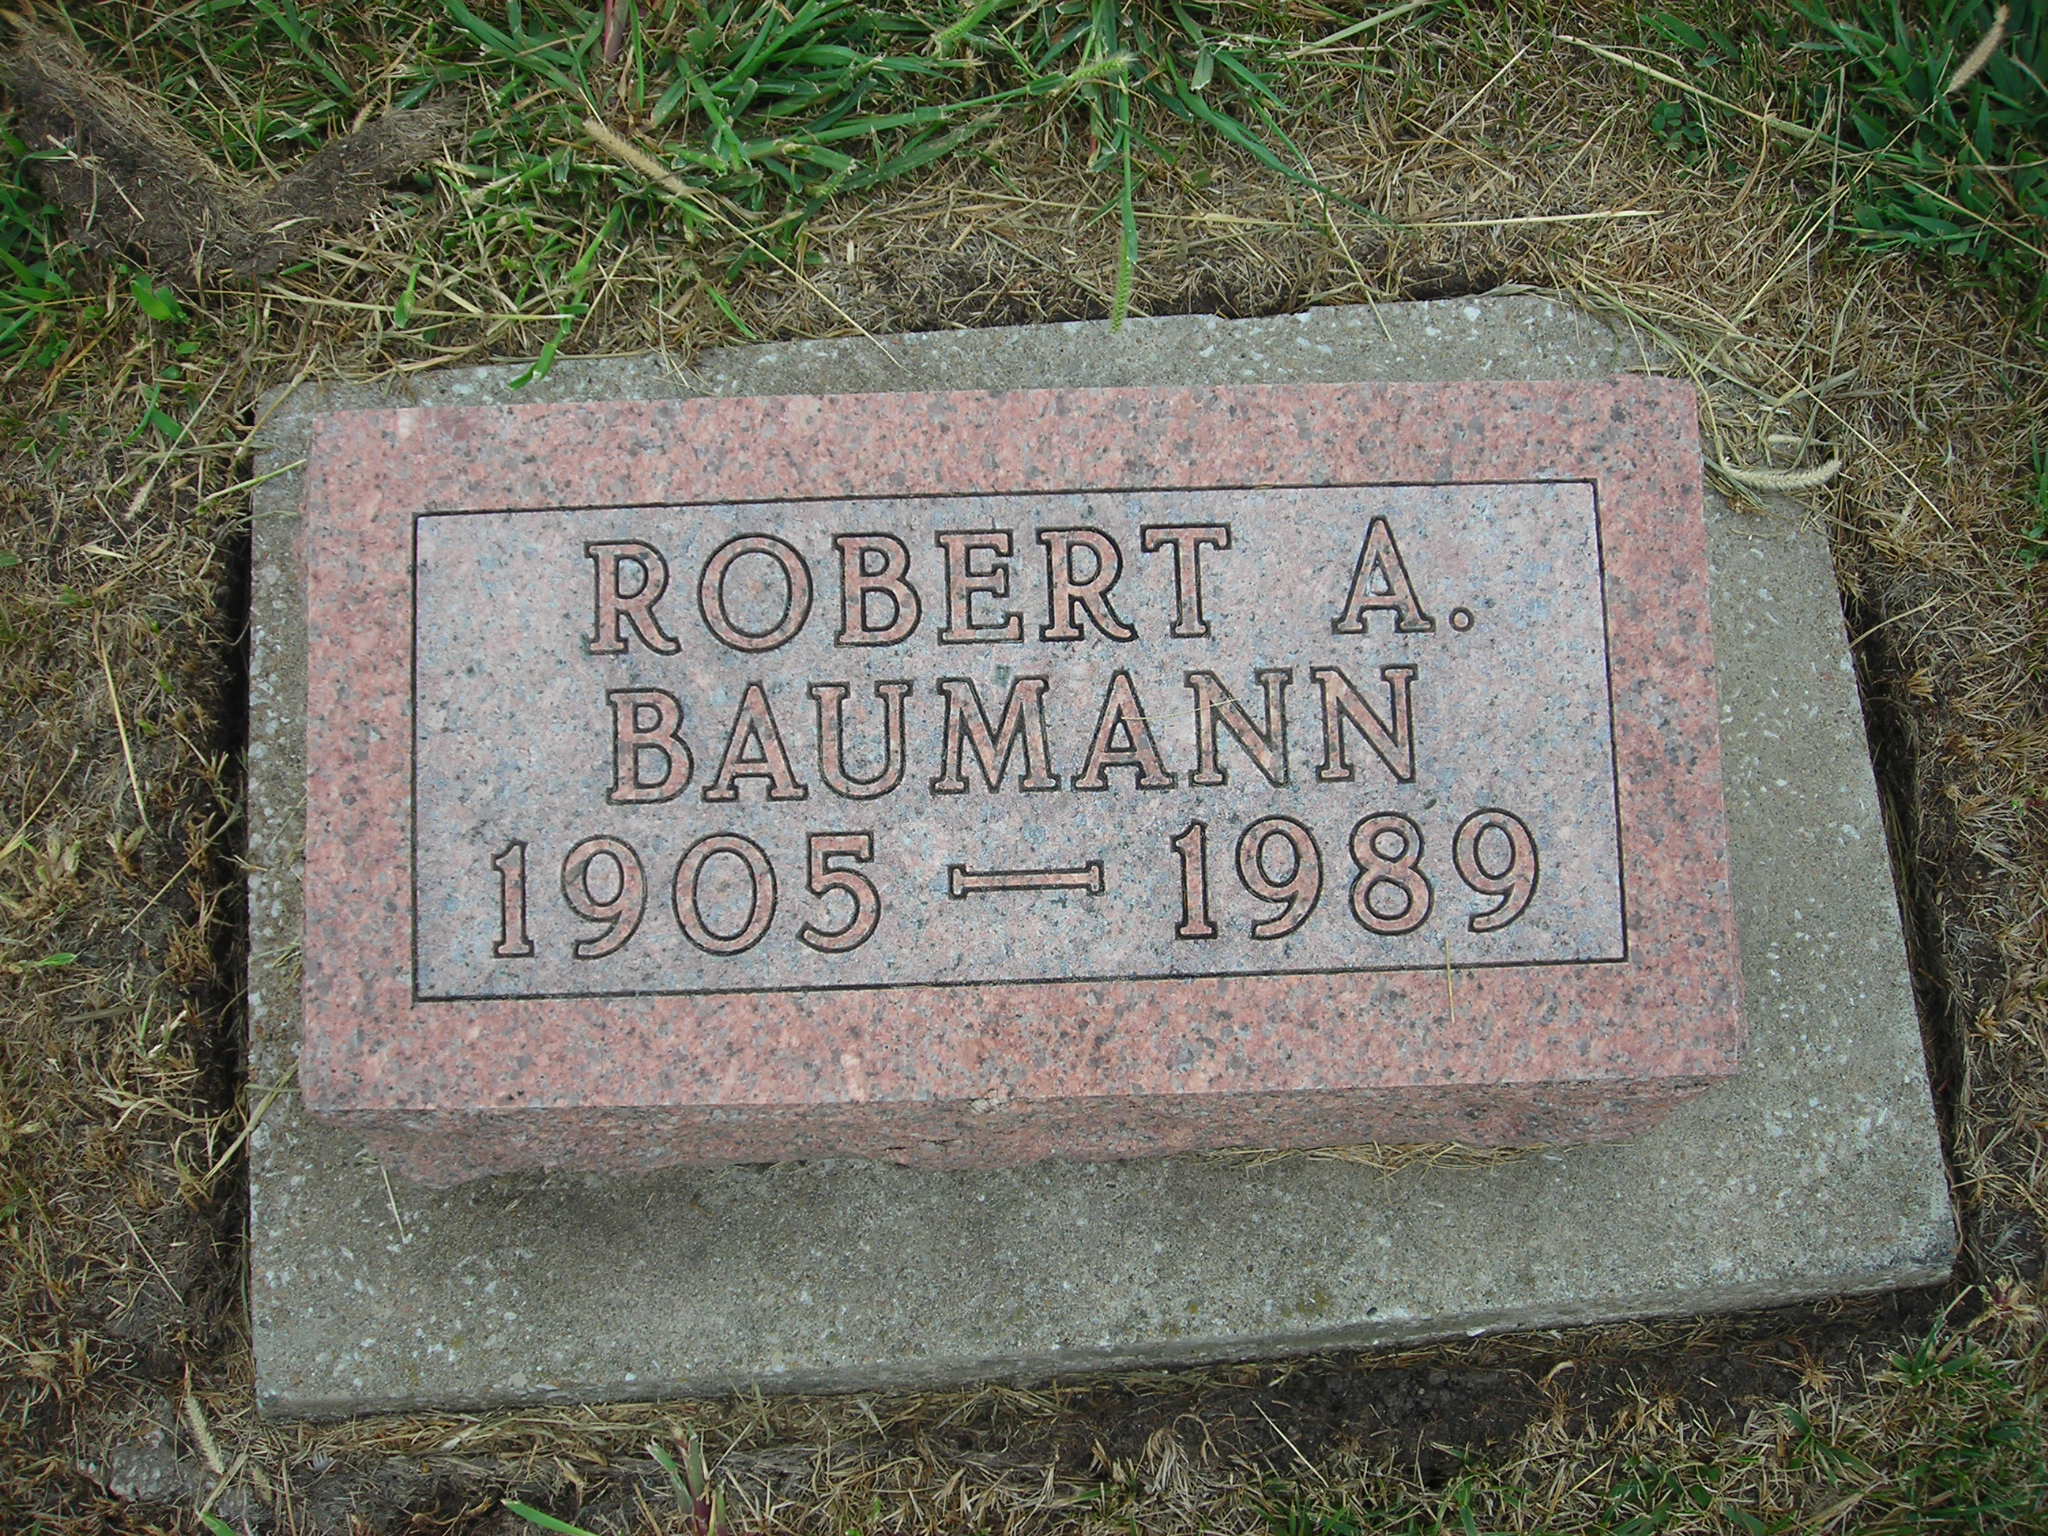 ROBERT A.
BAUMANN
1905 — 1989